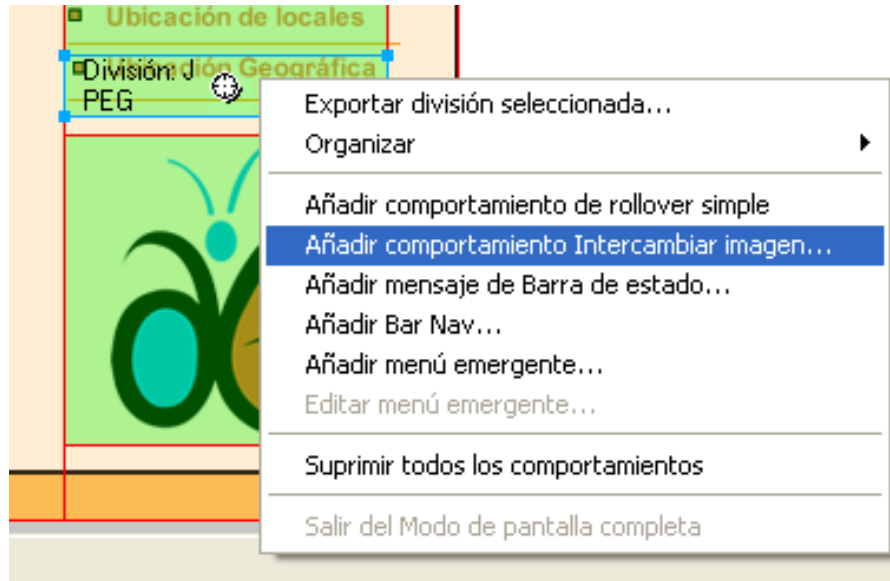 Ubicación de locales
Ubicación Geográfica
División: J
PEG
Exportar división seleccionada...
Organizar
Añadir comportamiento de rollover simple
Añadir comportamiento Intercambiar imagen...
Añadir mensaje de Barra de estado...
Añadir Bar Nav...
Añadir menú emergente...
Editar menú emergente...
Suprimir todos los comportamientos
Salir del Modo de pantalla completa